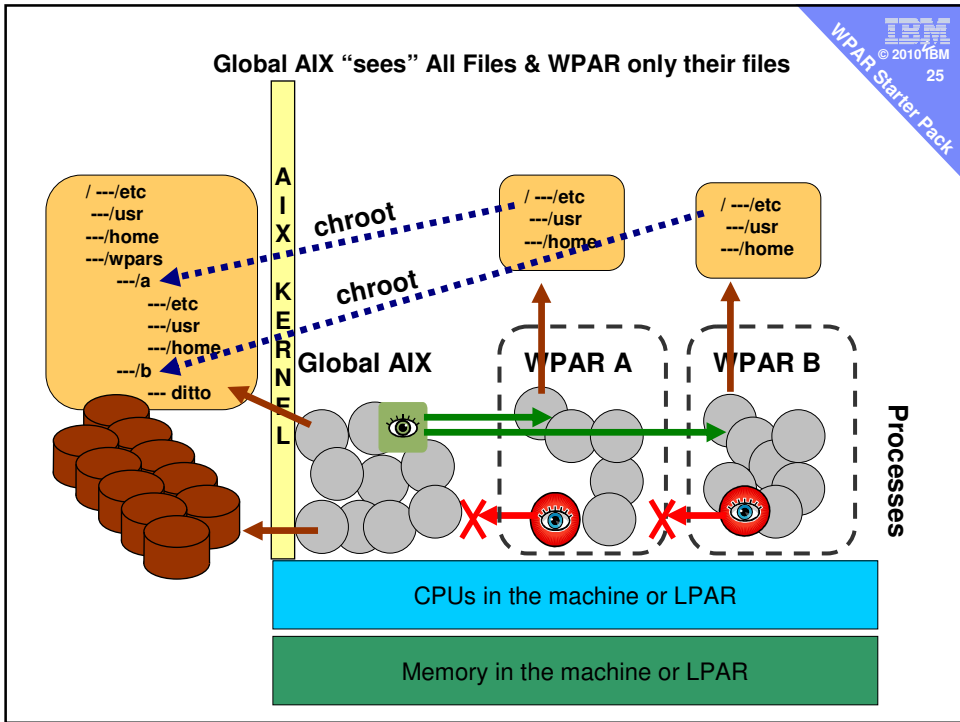 IBM
© 2010 IBM
25
WPAR Starter Pack
Global AIX “sees” All Files & WPAR only their files
/ ---/etc
---/usr
---/home
---/wpars
---/a
---/etc
---/usr
---/home
---/b
--- ditto
AIX KERNEL
chroot
chroot
/ ---/etc
---/usr
---/home
/ ---/etc
---/usr
---/home
Global AIX
WPAR A
WPAR B
Processes
CPUs in the machine or LPAR
Memory in the machine or LPAR